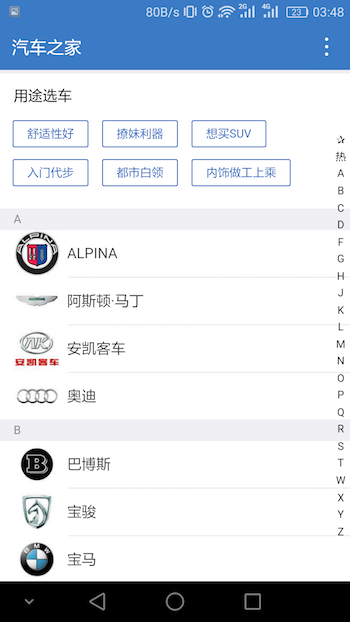 80B/s 2G 4G 23 03:48
汽车之家
用途选车
舒适性好 撩妹利器 想买SUV
入门代步 都市白领 内饰做工上乘
A
ALPINA
ALPINA
阿斯顿·马丁
安凯客车
安凯客车
奥迪
B
B
巴博斯
宝骏
BMW
宝马
热
A
B
C
D
F
G
H
J
K
L
M
N
O
P
Q
R
S
T
W
X
Y
Z